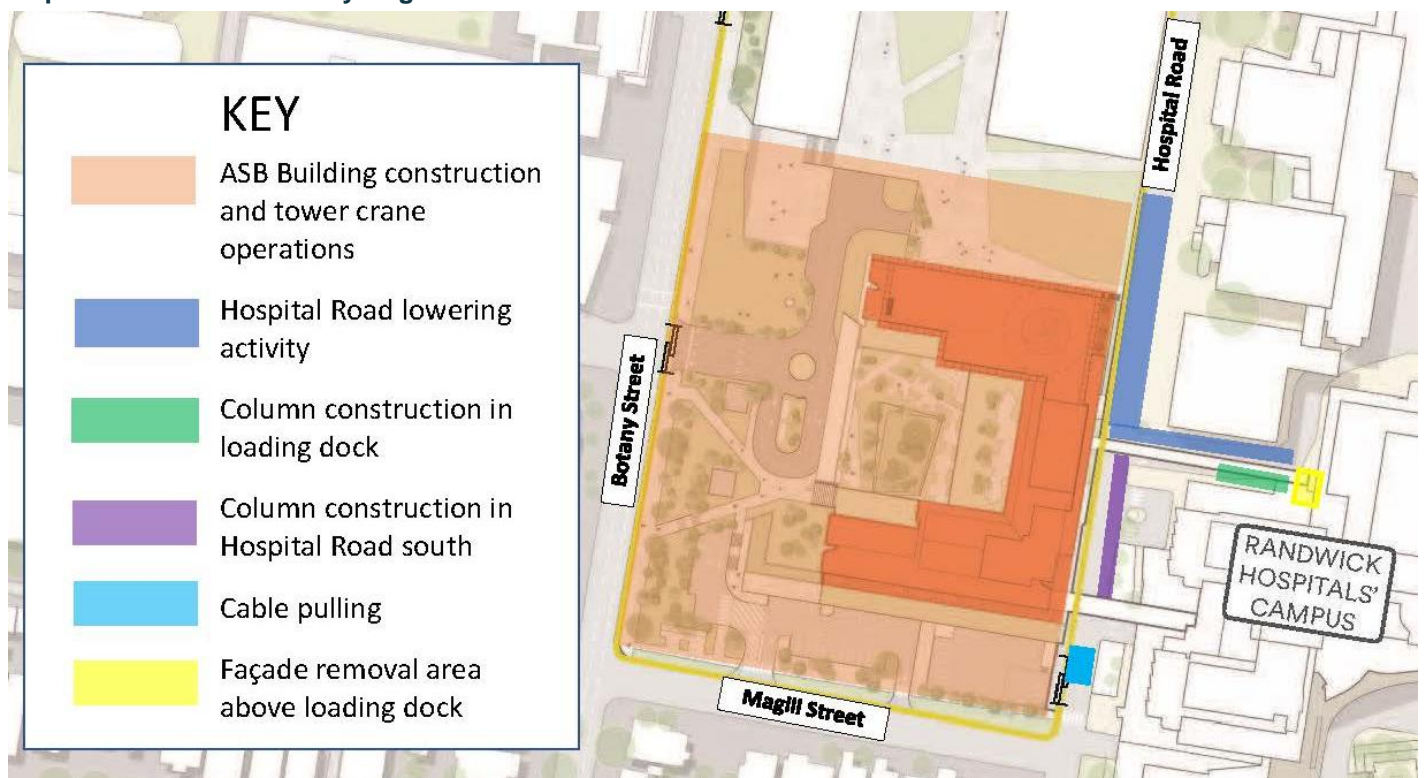 KEY
ASB Building construction
and tower crane
operations
Hospital Road lowering
activity
Column construction in
loading dock
Column construction in
Hospital Road south
Cable pulling
Façade removal area
above loading dock
Hospital Road
Botany Street
Magill Street
RANDWICK
HOSPITALS'
CAMPUS